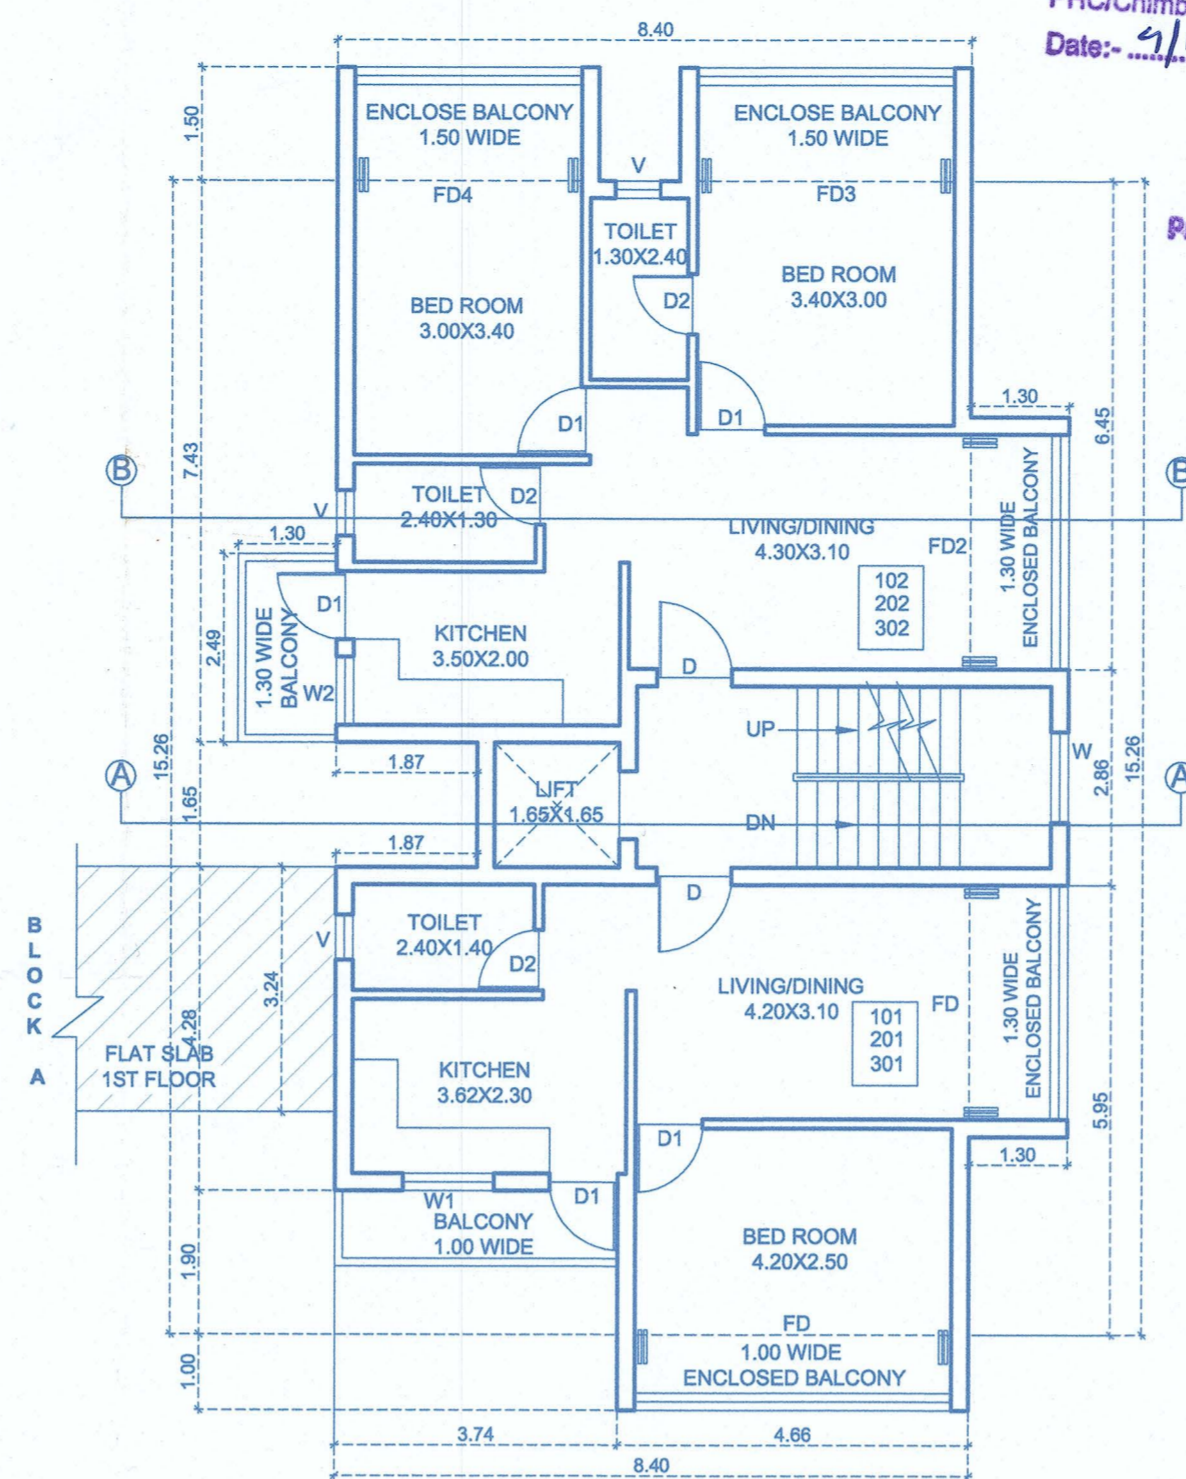 PHC/Chimb
Date:-
8.40
1.50
ENCLOSE BALCONY
1.50 WIDE
ENCLOSE BALCONY
1.50 WIDE
V
FD4
FD3
TOILET
1.30X2.40
BED ROOM
3.00X3.40
D2
BED ROOM
3.40X3.00
D1
D1
1.30
6.45
7.43
B
B
TOILET
2.40X1.30
D2
V
LIVING/DINING
4.30X3.10
FD2
1.30 WIDE
ENCLOSED BALCONY
102
202
302
1.30
D1
1.30 WIDE
BALCONY
2.49
KITCHEN
3.50X2.00
W2
D
UP
W
15.26
1.87
A
A
LIFT
1.65X1.65
1.65
2.86
15.26
DN
1.87
D
TOILET
2.40X1.40
D2
V
BLOCK A
3.24
4.28
FLAT SLAB
1ST FLOOR
LIVING/DINING
4.20X3.10
FD
1.30 WIDE
ENCLOSED BALCONY
101
201
301
KITCHEN
3.62X2.30
5.95
D1
1.30
W1
D1
BALCONY
1.00 WIDE
1.90
BED ROOM
4.20X2.50
FD
1.00 WIDE
ENCLOSED BALCONY
1.00
3.74
4.66
8.40